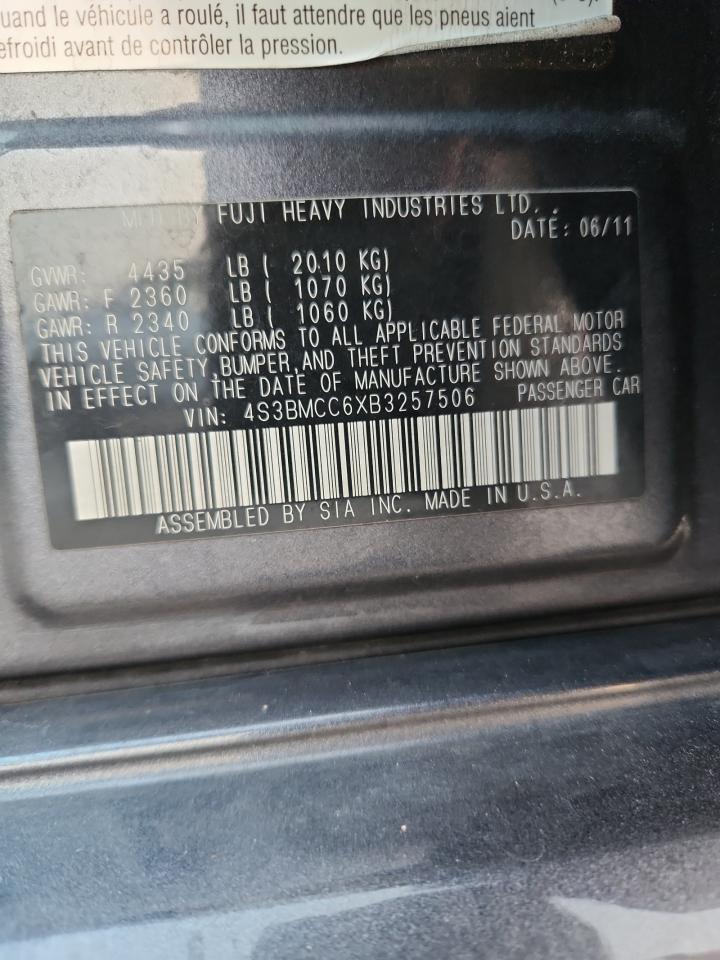 uand le véhicule a roulé, il faut attendre que les pneus aient
efroidi avant de contrôler la pression.
MFD BY FUJI HEAVY INDUSTRIES LTD.
DATE: 06/11
GVWR: 4435 LB ( 2010 KG)
GAWR: F 2360 LB ( 1070 KG)
GAWR: R 2340 LB ( 1060 KG)
THIS VEHICLE CONFORMS TO ALL APPLICABLE FEDERAL MOTOR
VEHICLE SAFETY, BUMPER, AND THEFT PREVENTION STANDARDS
IN EFFECT ON THE DATE OF MANUFACTURE SHOWN ABOVE.
VIN: 4S3BMCC6XB3257506 PASSENGER CAR
ASSEMBLED BY SIA INC. MADE IN U.S.A.